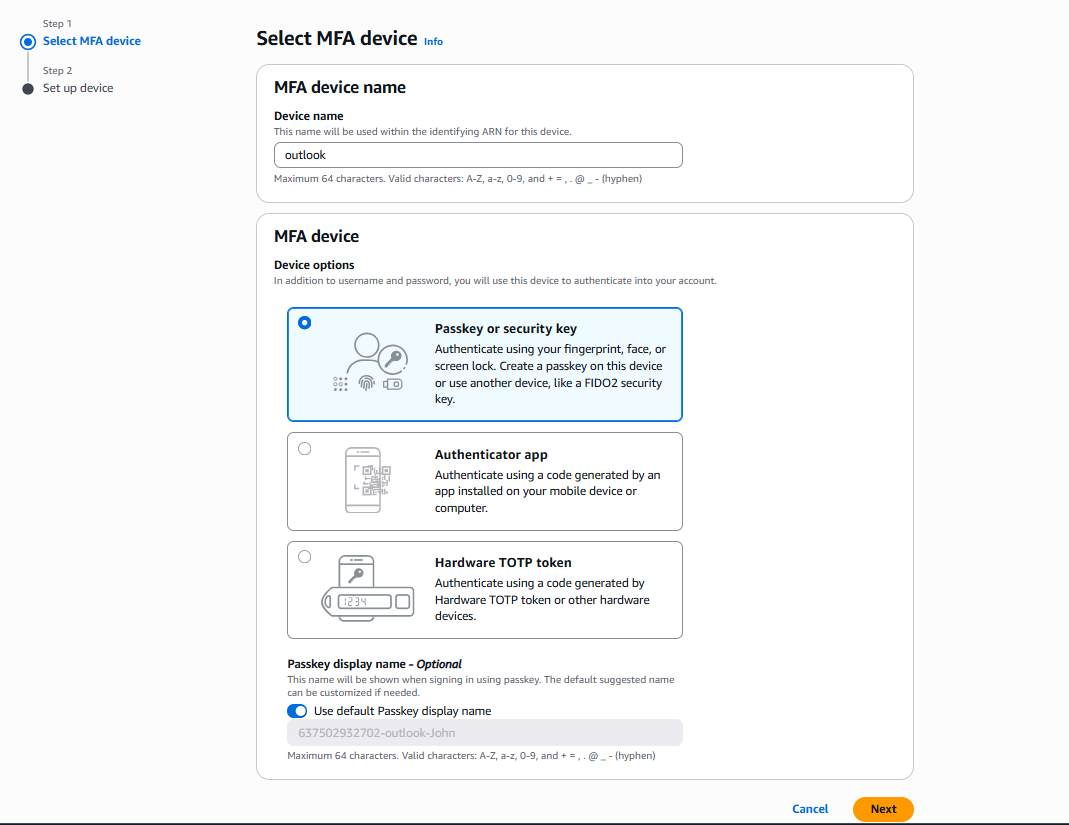 Step 1
Select MFA device
Step 2
Set up device
Select MFA device Info
MFA device name
Device name
This name will be used within the identifying ARN for this device.
outlook
Maximum 64 characters. Valid characters: A-Z, a-z, 0-9, and + = , . @ _ - (hyphen)
MFA device
Device options
In addition to username and password, you will use this device to authenticate into your account.
Passkey or security key
Authenticate using your fingerprint, face, or
screen lock. Create a passkey on this device
or use another device, like a FIDO2 security
key.
Authenticator app
Authenticate using a code generated by an
app installed on your mobile device or
computer.
Hardware TOTP token
1234
Authenticate using a code generated by
Hardware TOTP token or other hardware
devices.
Passkey display name - Optional
This name will be shown when signing in using passkey. The default suggested name
can be customized if needed.
Use default Passkey display name
637502932702-outlook-John
Maximum 64 characters. Valid characters: A-Z, a-z, 0-9, and + = , . @ _ - (hyphen)
Cancel
Next